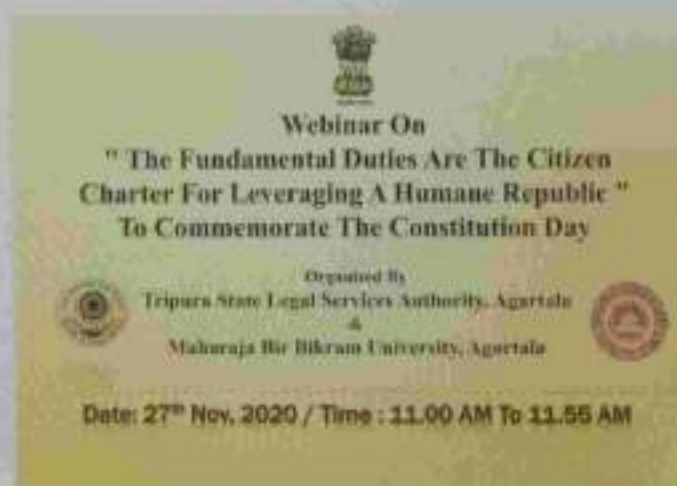 Webinar On
" The Fundamental Duties Are The Citizen
Charter For Leveraging A Humane Republic "
To Commemorate The Constitution Day
Organised By
Tripura State Legal Services Authority, Agartala
&
Maharaja Bir Bikram University, Agartala
Date: 27th Nov, 2020 / Time : 11.00 AM To 11.55 AM